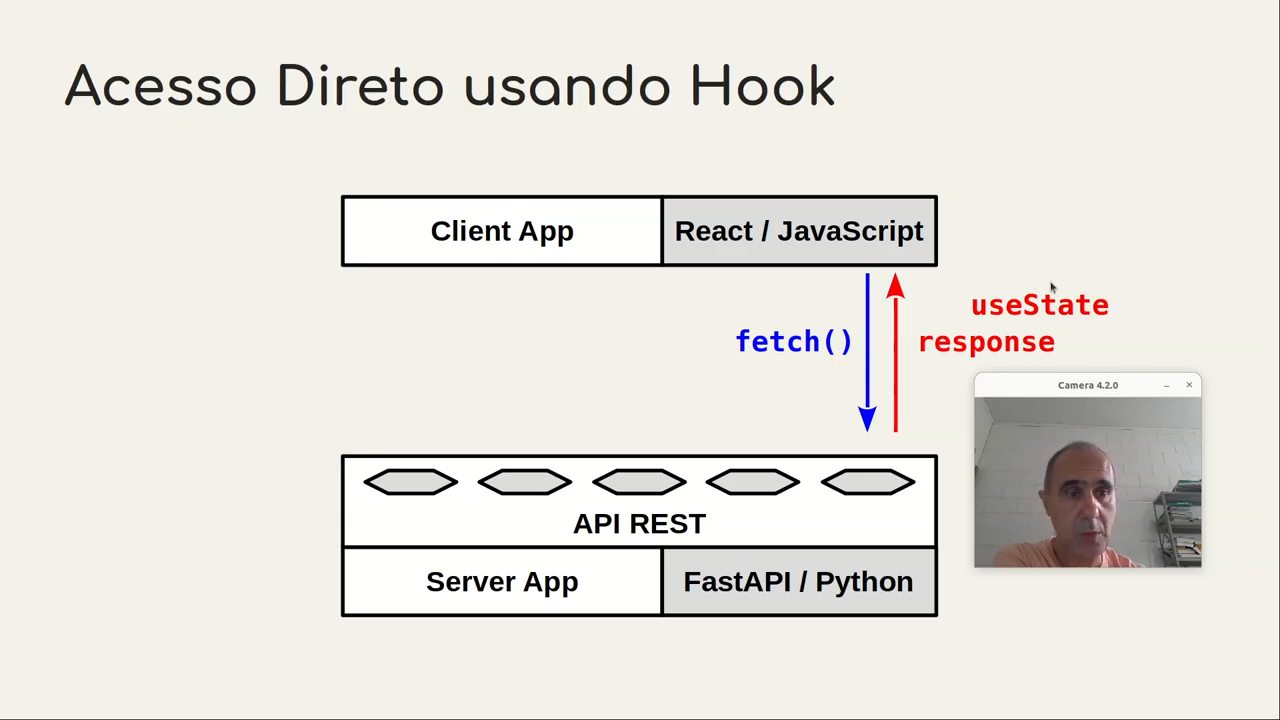 Acesso Direto usando Hook
Client App
React / JavaScript
useState
fetch()
response
Camera 4.2.0
API REST
Server App
FastAPI / Python